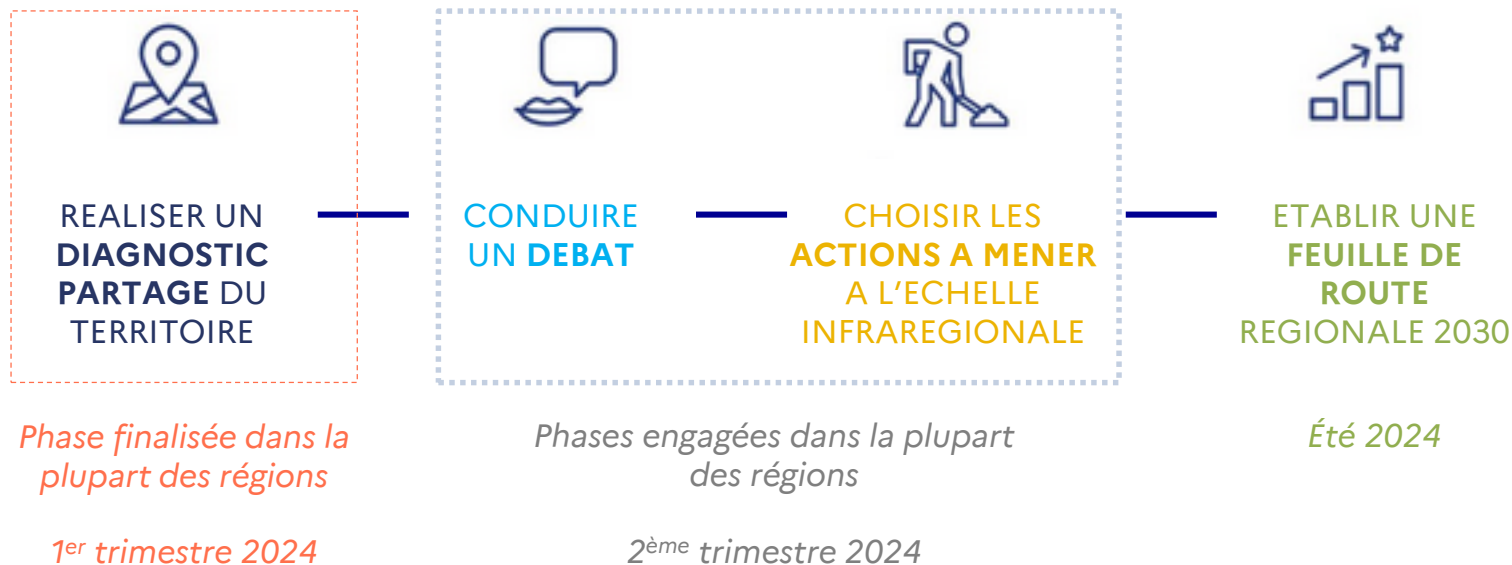 REALISER UN
DIAGNOSTIC
PARTAGE DU
TERRITOIRE
CONDUIRE
UN DEBAT
CHOISIR LES
ACTIONS A MENER
A L’ECHELLE
INFRAREGIONALE
ETABLIR UNE
FEUILLE DE
ROUTE
REGIONALE 2030
Phase finalisée dans la
plupart des régions
1er trimestre 2024
Phases engagées dans la plupart
des régions
2ème trimestre 2024
Été 2024